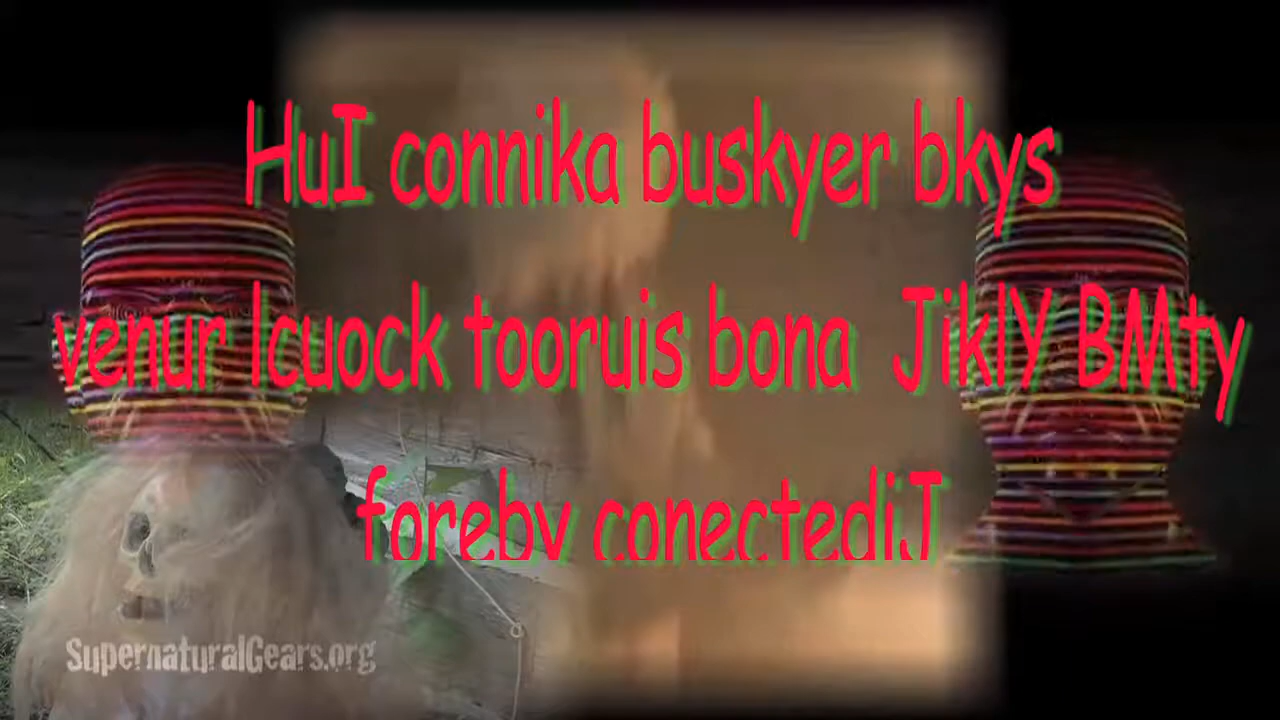 HuI connika buskyer bkys
venur lcuock tooruis bona JiklY BMty
foreby conectediJ
SupernaturalGears.org